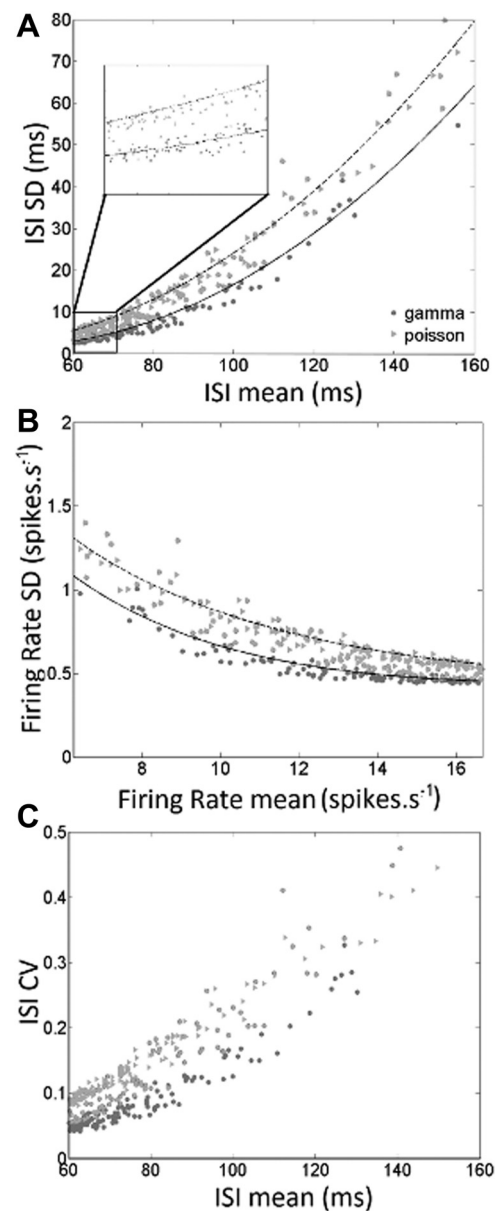 A
ISI SD (ms)
80
70
60
50
40
30
20
10
0
gamma
poisson
60 80 100 120 140 160
ISI mean (ms)
B
Firing Rate SD (spikes.s⁻¹)
2
1.5
1
0.5
0
8 10 12 14 16
Firing Rate mean (spikes.s⁻¹)
C
ISI CV
0.5
0.4
0.3
0.2
0.1
0
60 80 100 120 140 160
ISI mean (ms)